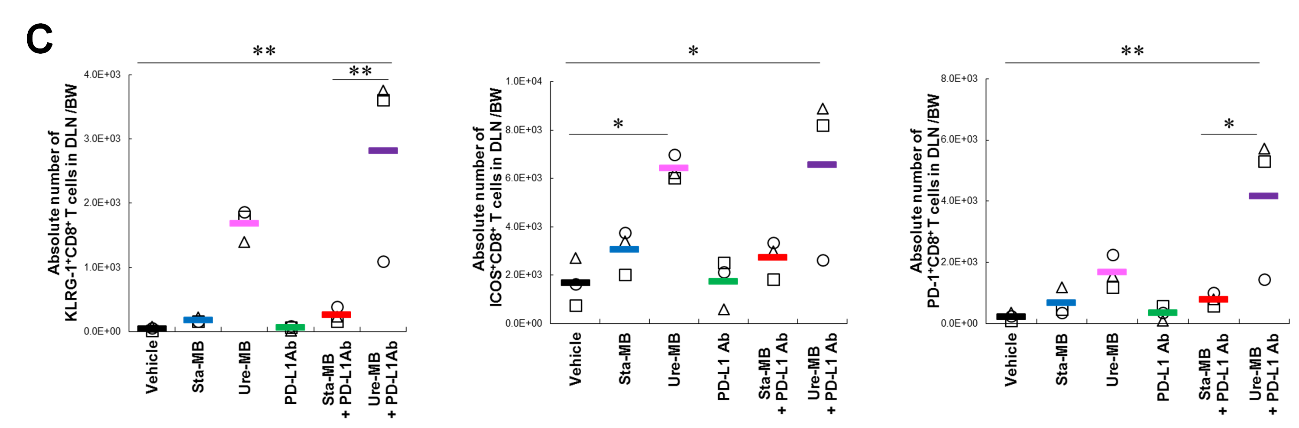 C
**
**
4.0E+03
3.0E+03
2.0E+03
1.0E+03
0.0E+00
Absolute number of
KLRG-1⁺CD8⁺ T cells in DLN /BW
Vehicle
Sta-MB
Ure-MB
PD-L1Ab
Sta-MB
+ PD-L1Ab
Ure-MB
+ PD-L1Ab
*
*
1.0E+04
8.0E+03
6.0E+03
4.0E+03
2.0E+03
0.0E+00
Absolute number of
ICOS⁺CD8⁺ T cells in DLN /BW
Vehicle
Sta-MB
Ure-MB
PD-L1 Ab
Sta-MB
+ PD-L1 Ab
Ure-MB
+ PD-L1 Ab
**
*
8.0E+03
6.0E+03
4.0E+03
2.0E+03
0.0E+00
Absolute number of
PD-1⁺CD8⁺ T cells in DLN /BW
Vehicle
Sta-MB
Ure-MB
PD-L1 Ab
Sta-MB
+ PD-L1 Ab
Ure-MB
+ PD-L1 Ab